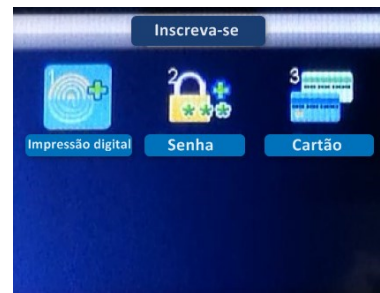 Inscreva-se
1
2
3
***
Impressão digital
Senha
Cartão